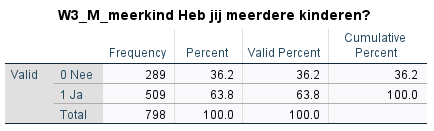 W3_M_meerkind Heb jij meerdere kinderen?
Frequency Percent Valid Percent Cumulative Percent
Valid 0 Nee 289 36.2 36.2 36.2
1 Ja 509 63.8 63.8 100.0
Total 798 100.0 100.0